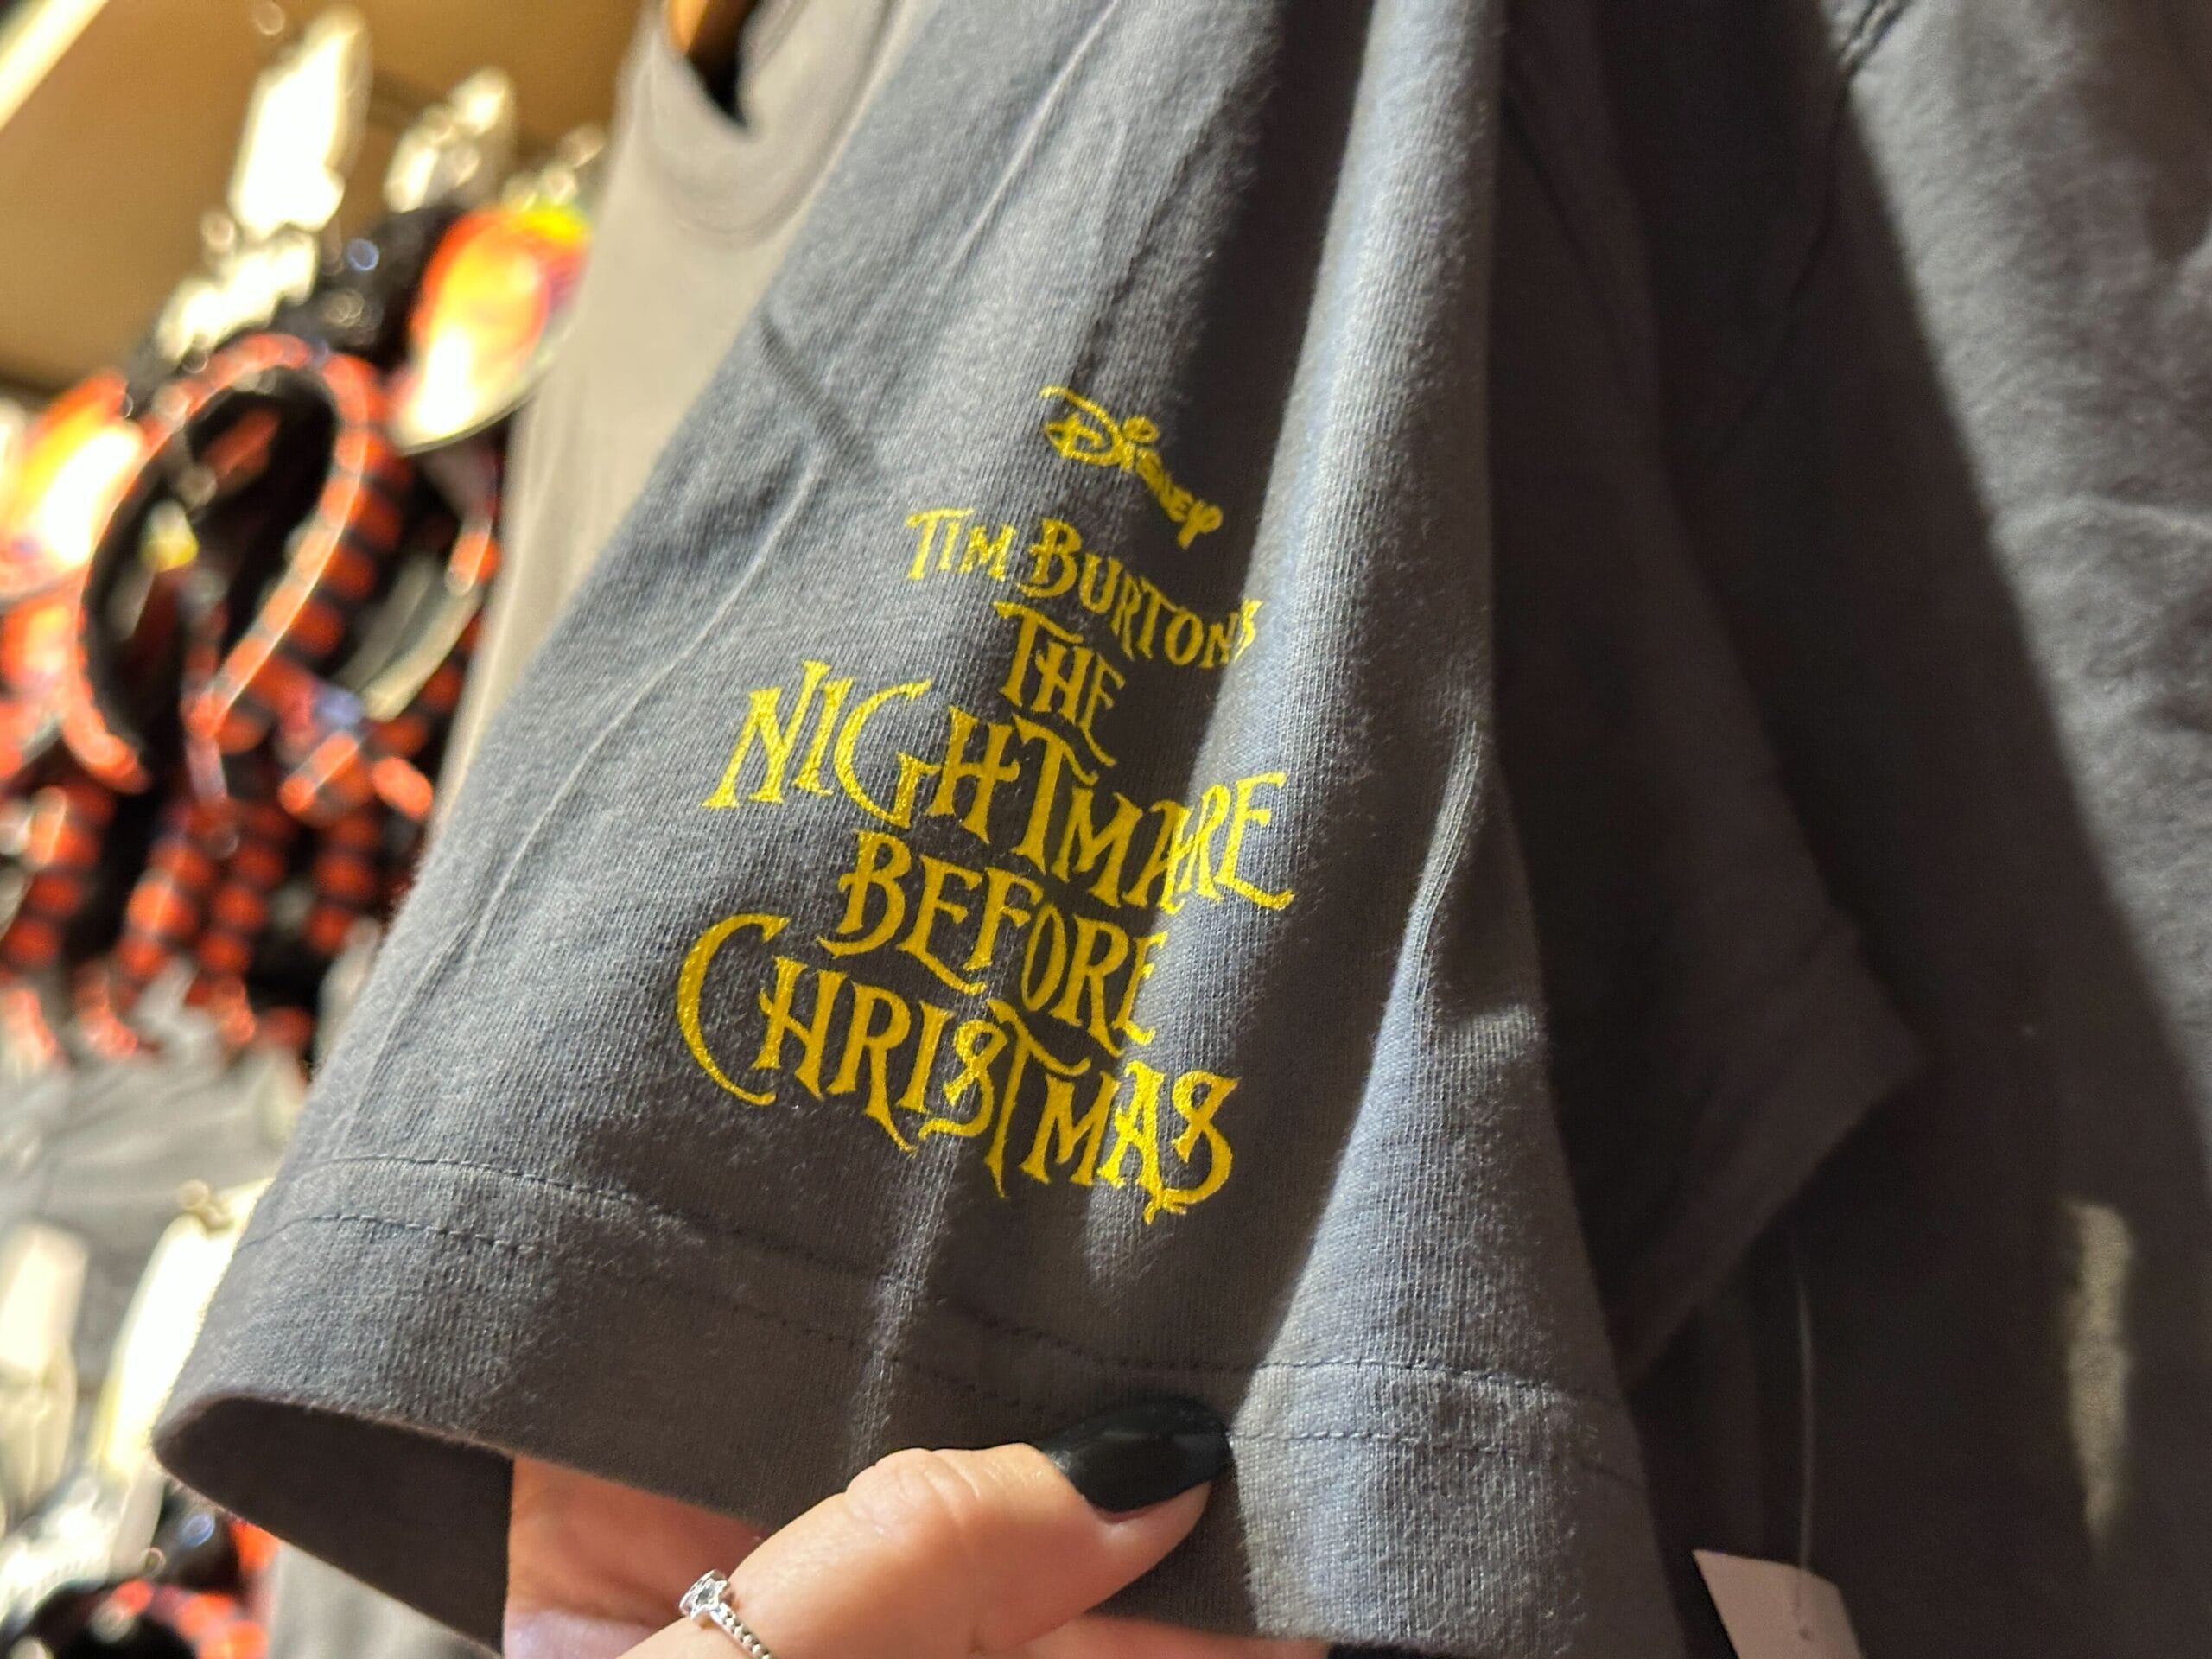 Disney
TIM BURTON'S
THE
NIGHTMARE
BEFORE
CHRISTMAS